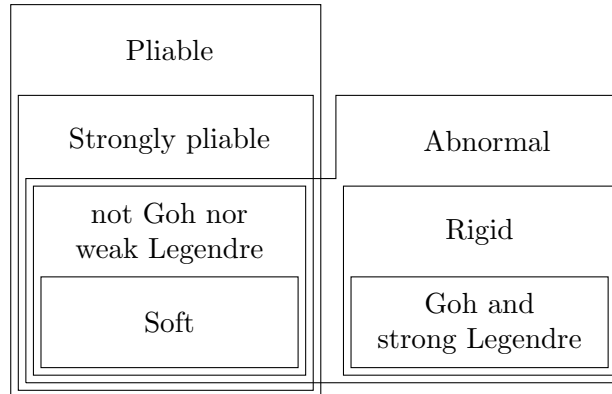 Pliable
Strongly pliable
Abnormal
not Goh nor
weak Legendre
Rigid
Soft
Goh and
strong Legendre